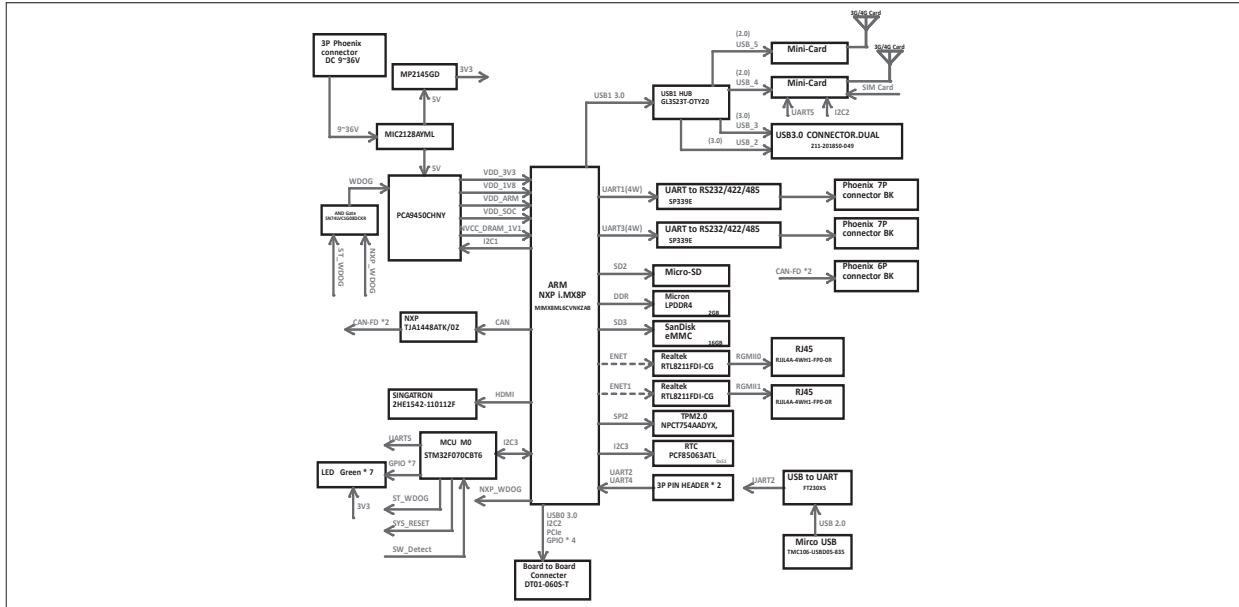 3G/4G Card
3P Phoenix
connector
DC 9~36V
MP2145GD
3V3
5V
9~36V
MIC2128AYML
5V
(2.0)
USB_5
Mini-Card
3G/4G Card
(2.0)
USB_4
Mini-Card
SIM Card
USB1 3.0
USB1 HUB
GL3523T-OTY20
UART5
I2C2
(3.0)
USB_3
(3.0)
USB_2
USB3.0 CONNECTOR.DUAL
211-201850-049
WDOG
PCA9450CHNY
VDD_3V3
VDD_1V8
VDD_ARM
VDD_SOC
NVCC_DRAM_1V1
I2C1
AND Gate
ST_WDOG
NXP_WDOG
UART1(4W)
UART to RS232/422/485
SP339E
Phoenix 7P
connector BK
UART3(4W)
UART to RS232/422/485
SP339E
Phoenix 7P
connector BK
ARM
NXP i.MX8P
MIMX8ML6CVNKZAB
SD2
Micro-SD
CAN-FD *2
Phoenix 6P
connector BK
DDR
Micron
LPDDR4
2GB
SD3
SanDisk
eMMC
16GB
CAN-FD *2
NXP
TJA1448ATK/0Z
CAN
ENET
Realtek
RTL8211FDI-CG
RGMII0
RJ45
RJJL4A-4WH1-FP0-0R
ENET1
Realtek
RTL8211FDI-CG
RGMII1
RJ45
RJJL4A-4WH1-FP0-0R
SINGATRON
2HE1542-110112F
HDMI
SPI2
TPM2.0
NPCT754AADYX,
UART5
MCU M0
STM32F070CBT6
I2C3
I2C3
RTC
PCF85063ATL
LED Green * 7
GPIO *7
3V3
ST_WDOG
SYS_RESET
SW_Detect
NXP_WDOG
UART2
UART4
3P PIN HEADER * 2
UART2
USB to UART
FT230XS
USB 2.0
Mirco USB
TMC106-USBD05-83S
USB0 3.0
I2C2
PCIe
GPIO * 4
Board to Board
Connecter
DT01-060S-T